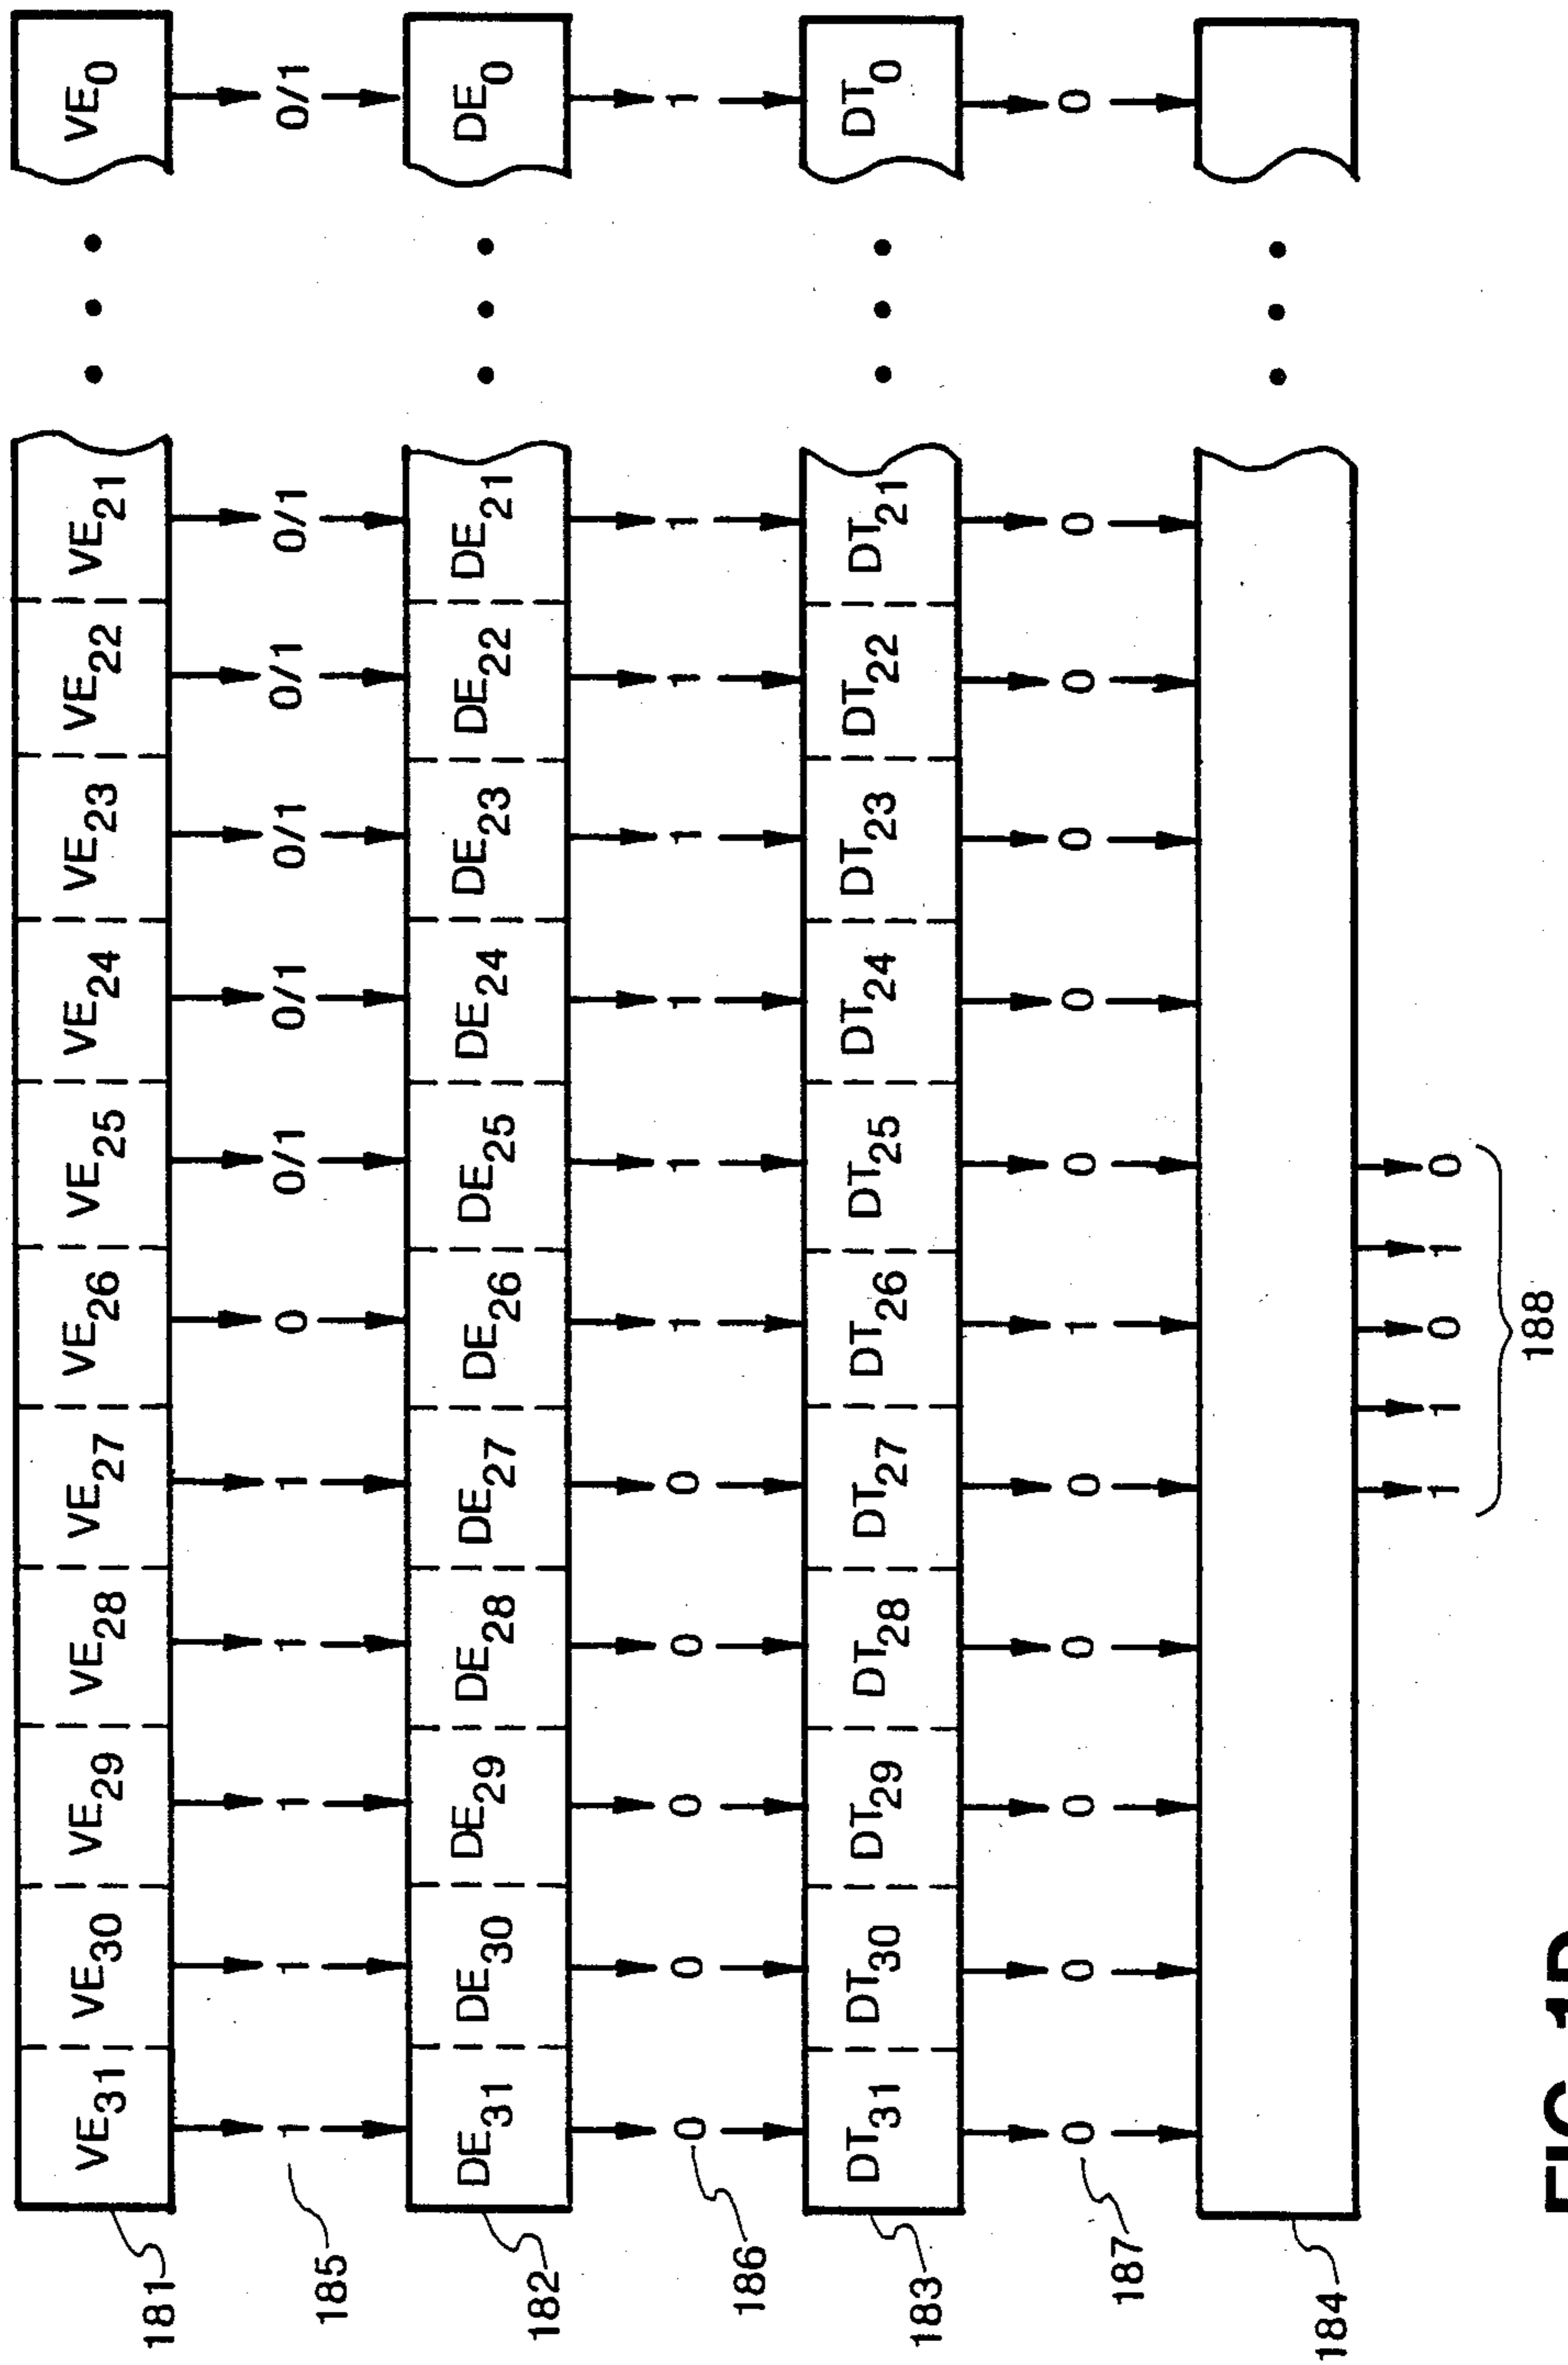 VE31 VE30 VE29 VE28 VE27 VE26 VE25 VE24 VE23 VE22 VE21 • • • VE0
181
1 1 1 1 1 0 0/1 0/1 0/1 0/1 0/1 0/1
185
DE31 DE30 DE29 DE28 DE27 DE26 DE25 DE24 DE23 DE22 DE21 • • • DE0
182
0 0 0 0 0 1 1 1 1 1 1 1
186
DT31 DT30 DT29 DT28 DT27 DT26 DT25 DT24 DT23 DT22 DT21 • • • DT0
183
0 0 0 0 0 1 0 0 0 0 0 0
187
• • •
184
1 1 0 1 0
188